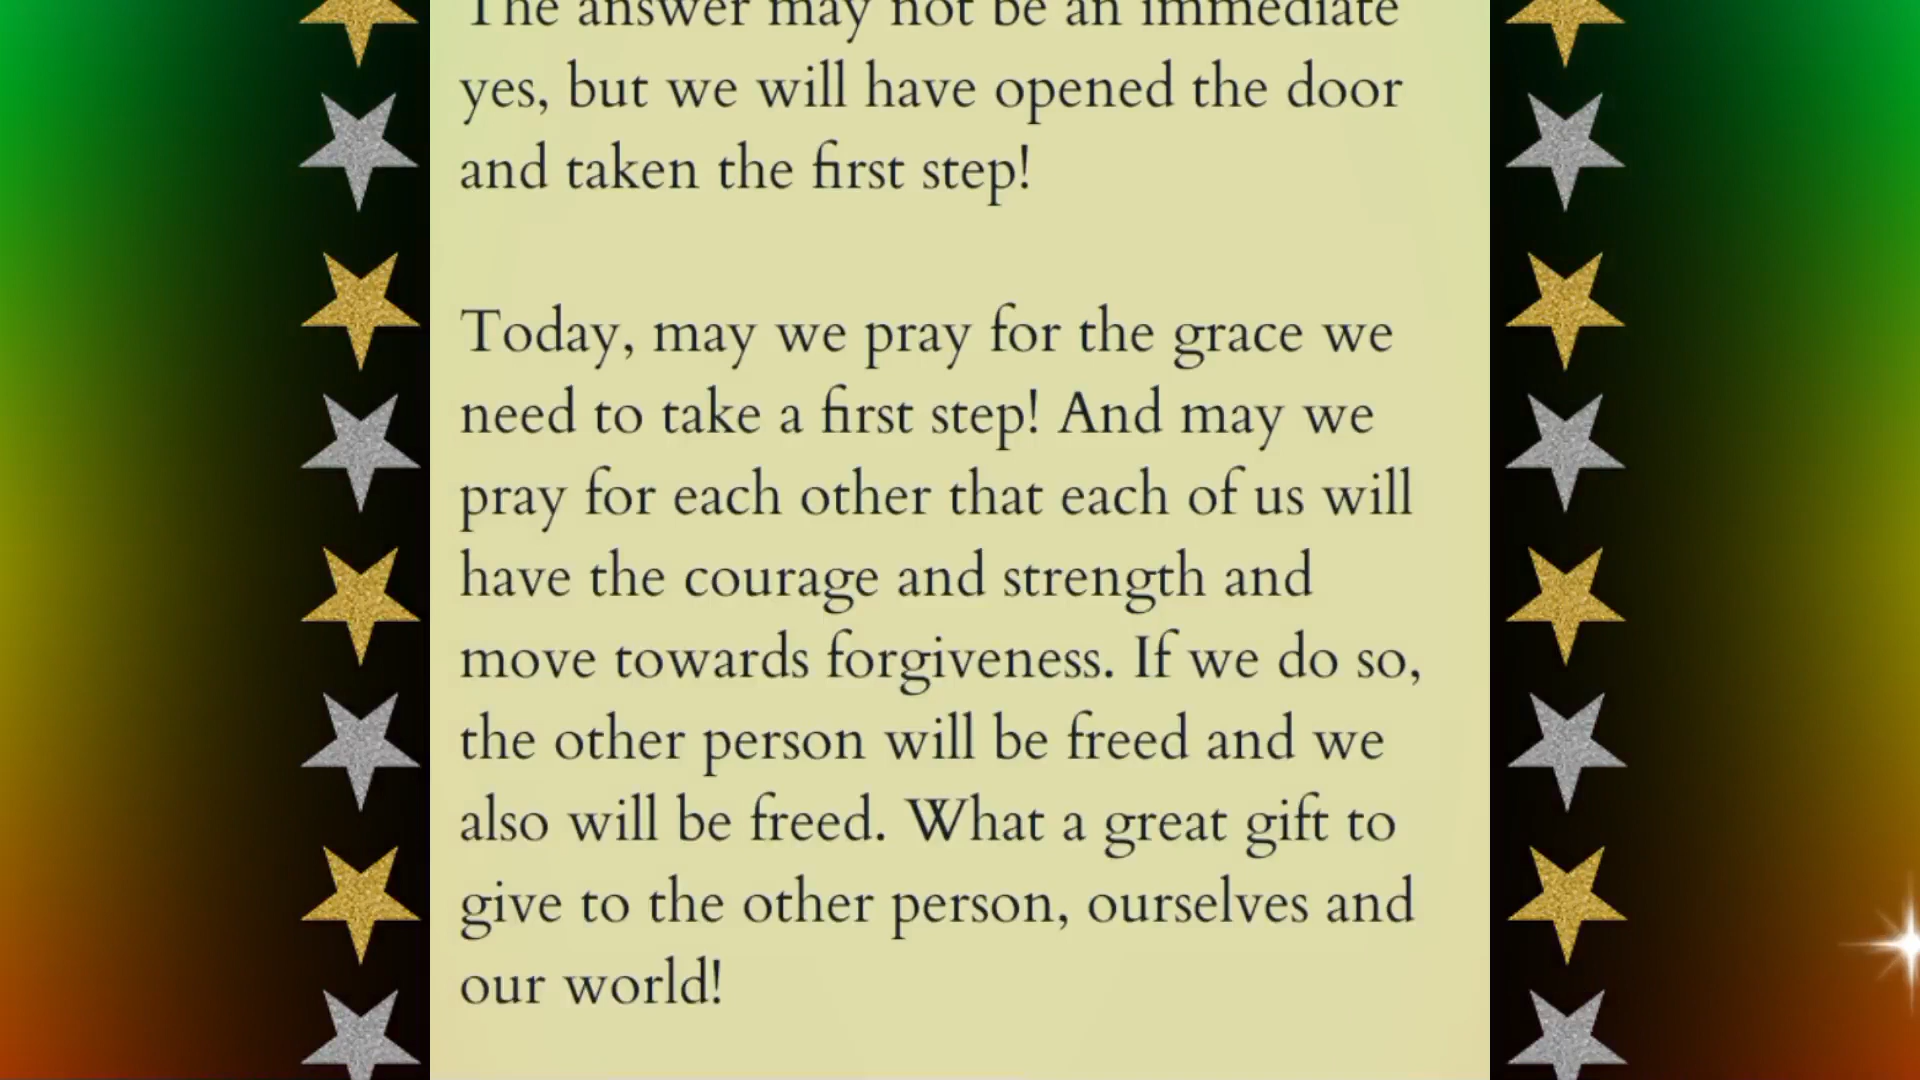 The answer may not be an immediate
yes, but we will have opened the door
and taken the first step!
Today, may we pray for the grace we
need to take a first step! And may we
pray for each other that each of us will
have the courage and strength and
move towards forgiveness. If we do so,
the other person will be freed and we
also will be freed. What a great gift to
give to the other person, ourselves and
our world!